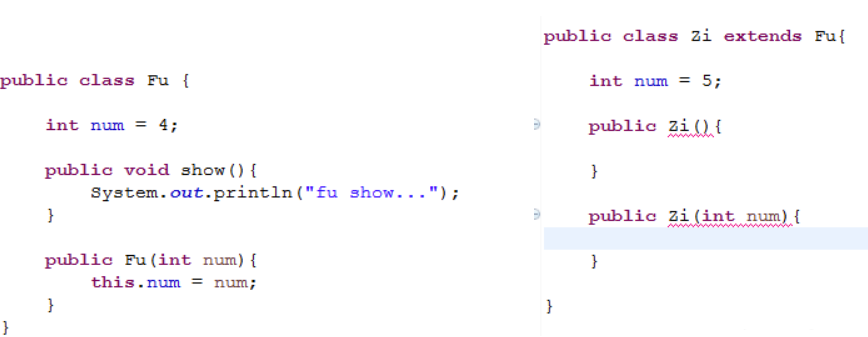 public class Fu {
int num = 4;
public void show(){
System.out.println("fu show...");
}
public Fu(int num){
this.num = num;
}
}
public class Zi extends Fu{
int num = 5;
public Zi(){
}
public Zi(int num){
}
}